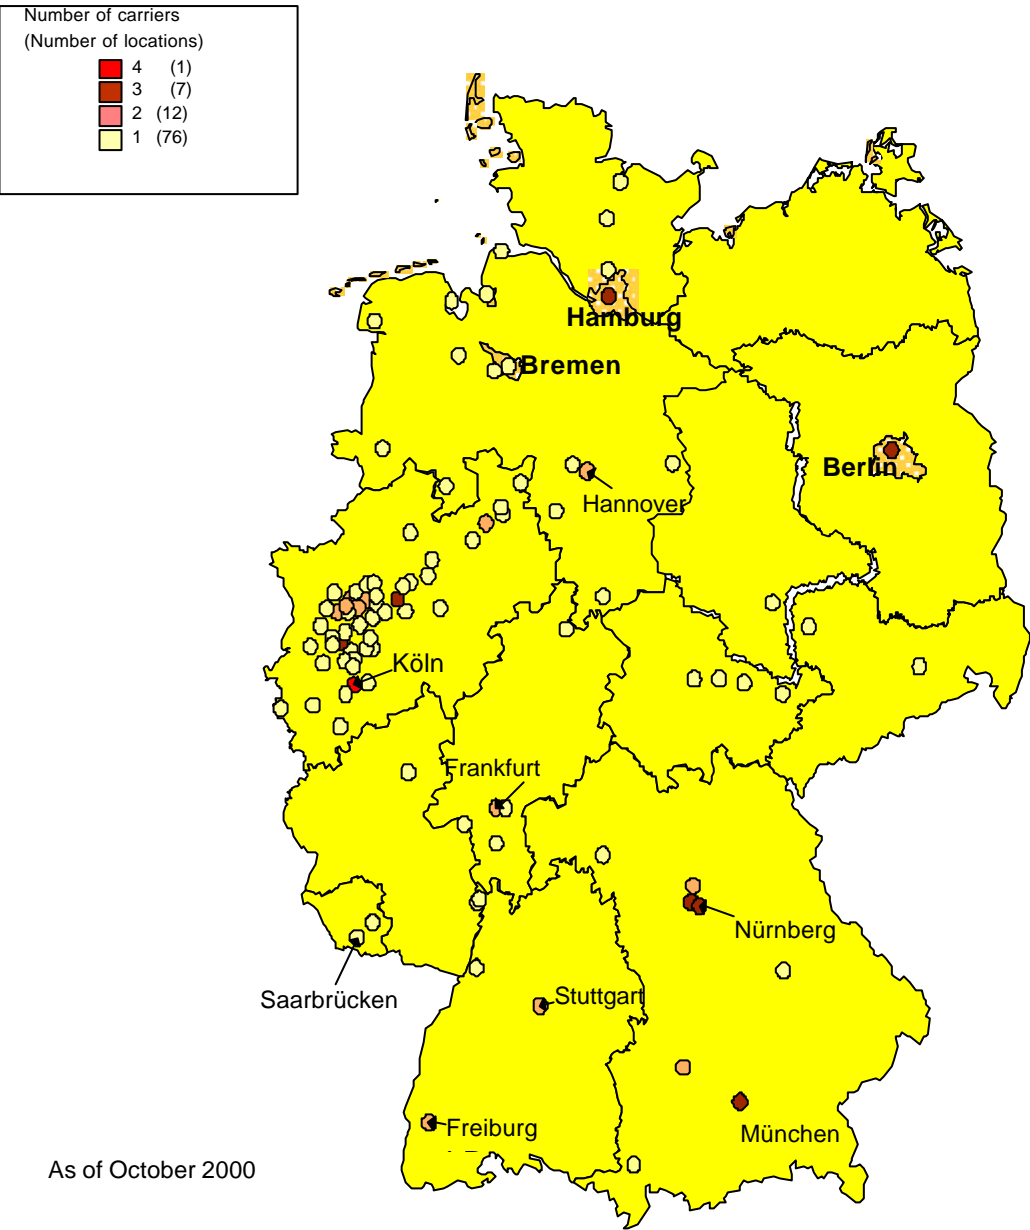 Number of carriers
(Number of locations)
4 (1)
3 (7)
2 (12)
1 (76)
Hamburg
Bremen
Berlin
Hannover
Köln
Frankfurt
Nürnberg
Saarbrücken
Stuttgart
Freiburg
München
As of October 2000